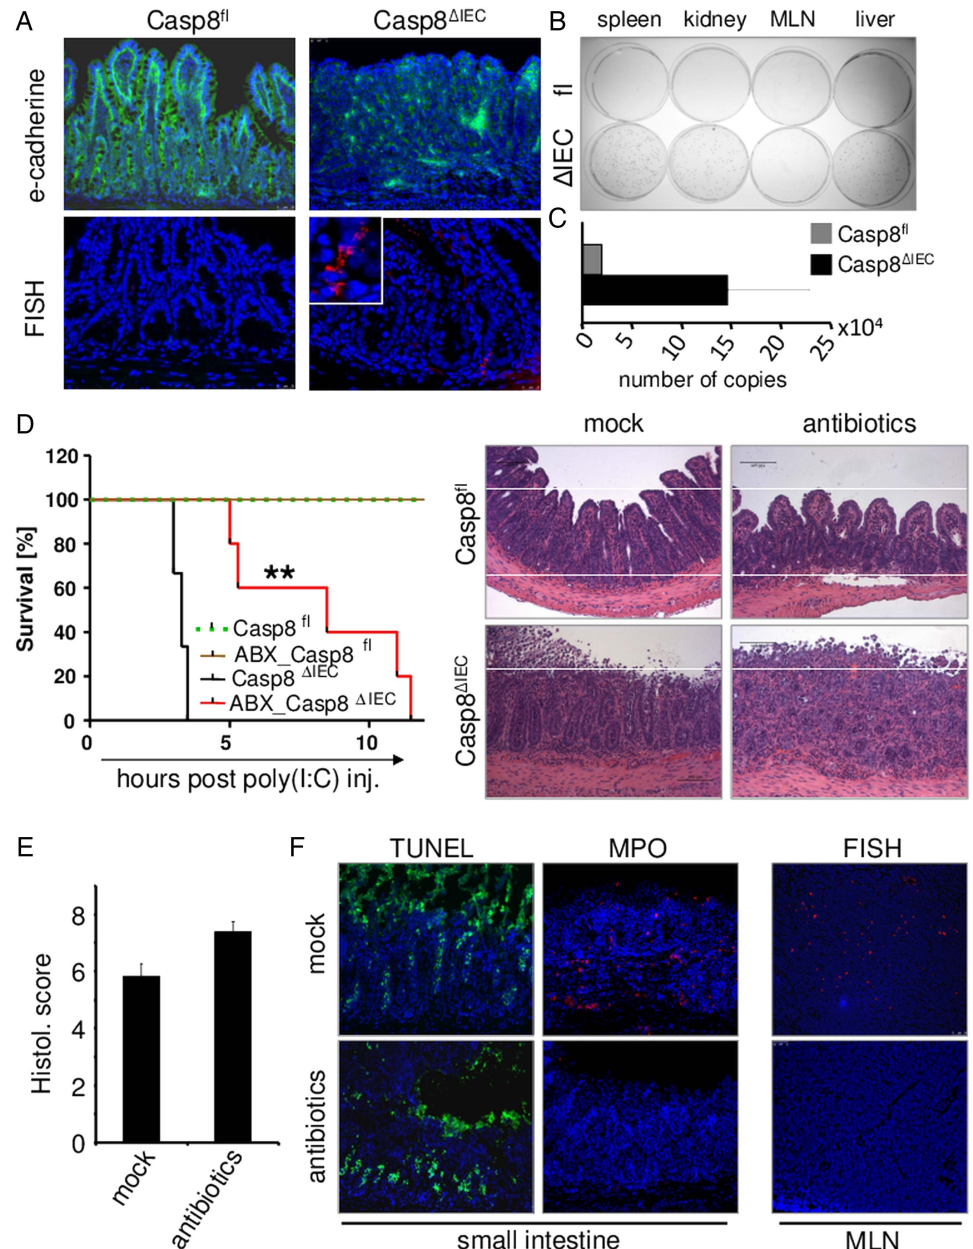 A
Casp8fl
Casp8ΔIEC
e-cadherine
FISH
B
spleen kidney MLN liver
fl
ΔIEC
C
Casp8fl
Casp8ΔIEC
0 5 10 15 20 25 x10⁴
number of copies
D
Survival [%]
120
100
80
60
40
20
0
**
Casp8 fl
ABX_Casp8 fl
Casp8 ΔIEC
ABX_Casp8 ΔIEC
0 5 10
hours post poly(I:C) inj.
mock antibiotics
Casp8fl
Casp8ΔIEC
E
Histol. score
8
6
4
2
0
mock
antibiotics
F
TUNEL MPO FISH
mock
antibiotics
small intestine
MLN